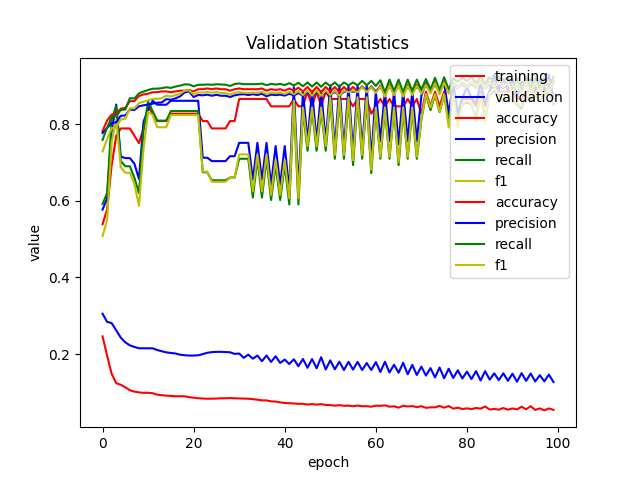 Validation Statistics
value
0.8
0.6
0.4
0.2
0 20 40 60 80 100
epoch
training
validation
accuracy
precision
recall
f1
accuracy
precision
recall
f1